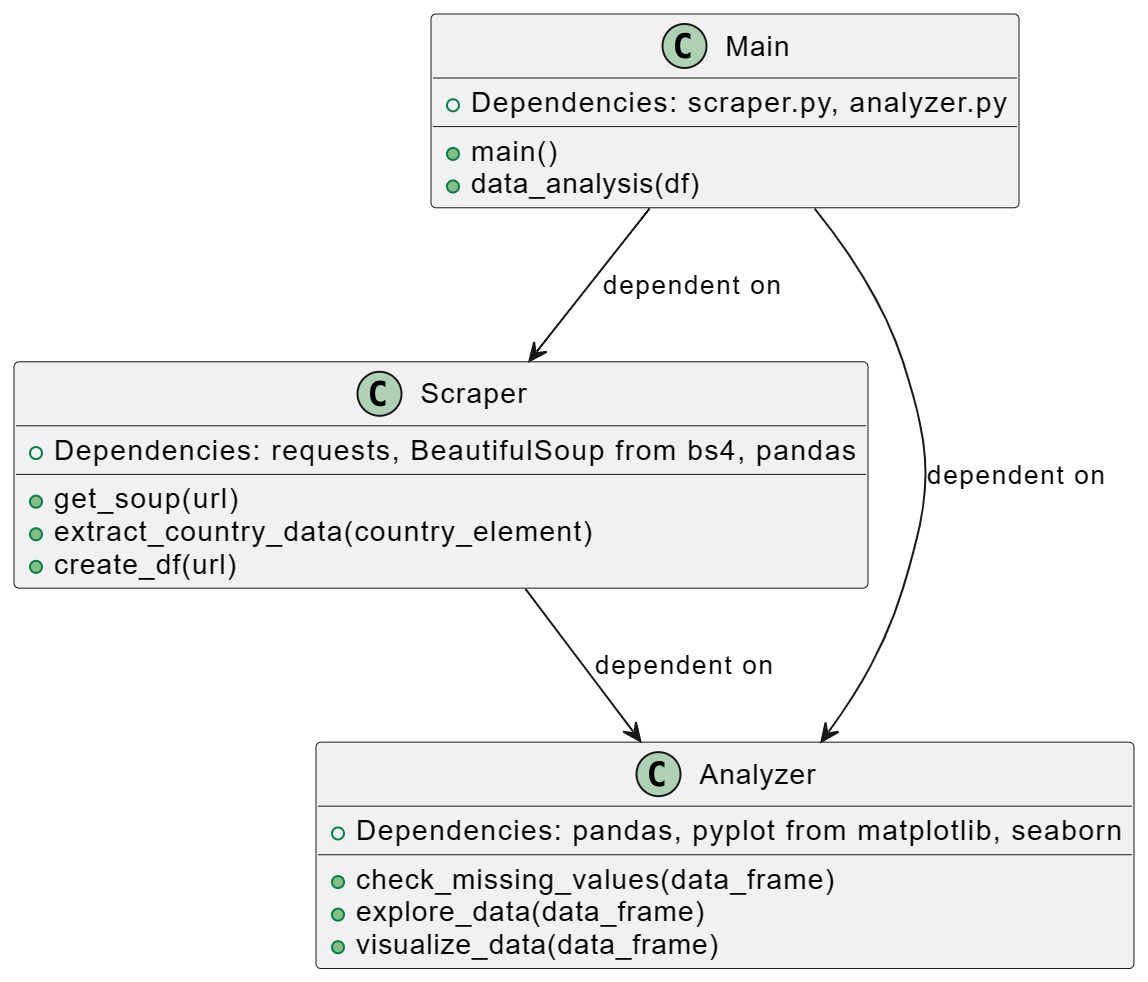 C Main
Dependencies: scraper.py, analyzer.py
main()
data_analysis(df)
dependent on
C Scraper
Dependencies: requests, BeautifulSoup from bs4, pandas
get_soup(url)
extract_country_data(country_element)
create_df(url)
dependent on
dependent on
C Analyzer
Dependencies: pandas, pyplot from matplotlib, seaborn
check_missing_values(data_frame)
explore_data(data_frame)
visualize_data(data_frame)